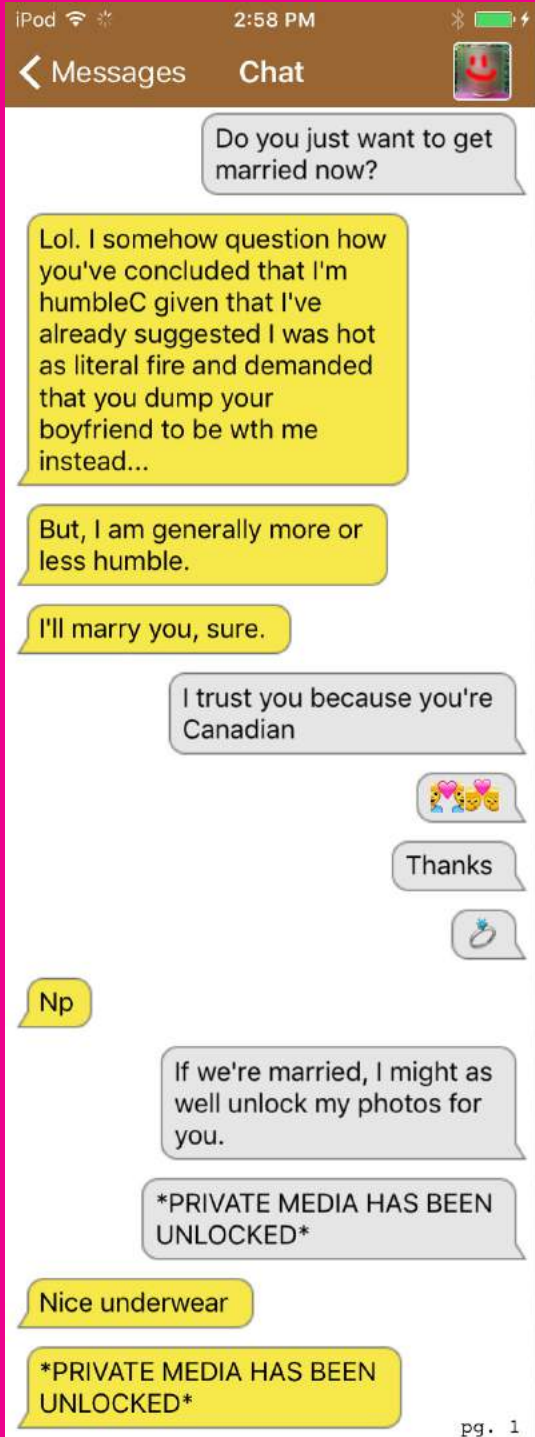 iPod 2:58 PM
Messages Chat
Do you just want to get
married now?
Lol. I somehow question how
you've concluded that I'm
humbleC given that I've
already suggested I was hot
as literal fire and demanded
that you dump your
boyfriend to be wth me
instead...
But, I am generally more or
less humble.
I'll marry you, sure.
I trust you because you're
Canadian
Thanks
Np
If we're married, I might as
well unlock my photos for
you.
*PRIVATE MEDIA HAS BEEN
UNLOCKED*
Nice underwear
*PRIVATE MEDIA HAS BEEN
UNLOCKED*
pg. 1